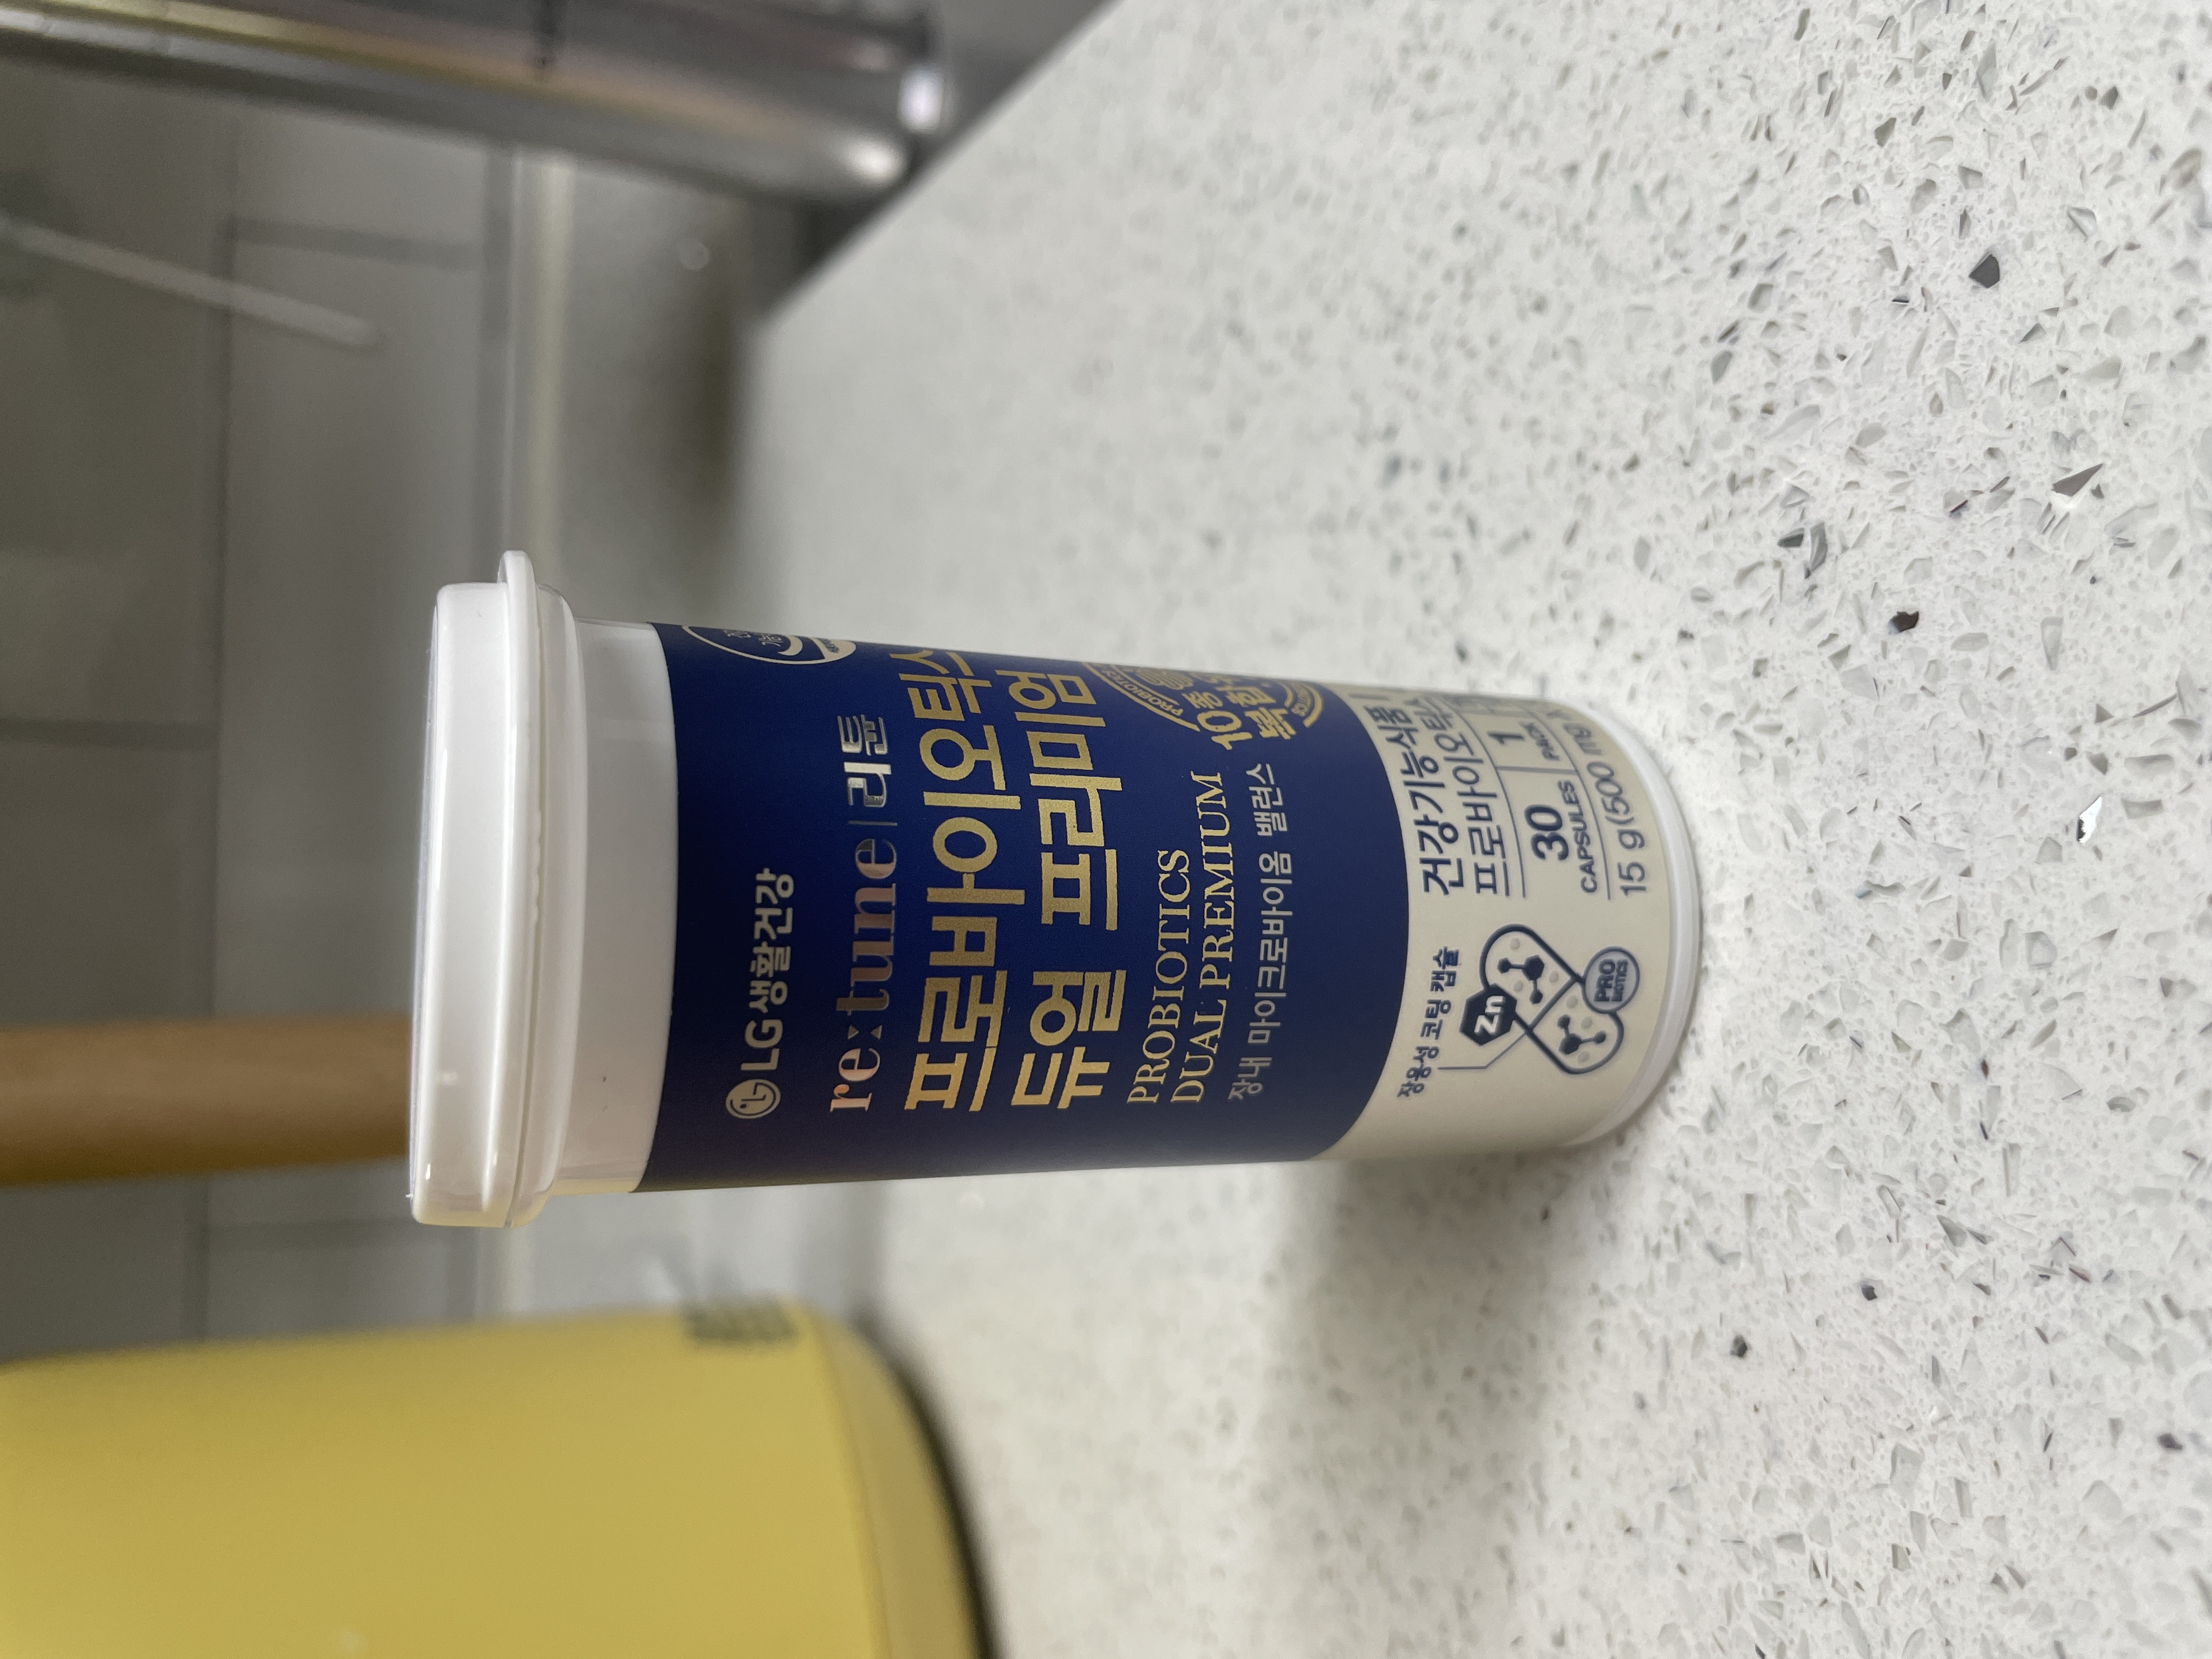 LG생활건강
re:tune | 리튠
프로바이오틱스
듀얼 프리미엄
PROBIOTICS
DUAL PREMIUM
장내 마이크로바이옴 밸런스
10종
장용성 코팅 캡슐
Zn
PRO
BIOTICS
건강기능식품
프로바이오틱스
30
CAPSULES
1
PACK
15 g(500 mg